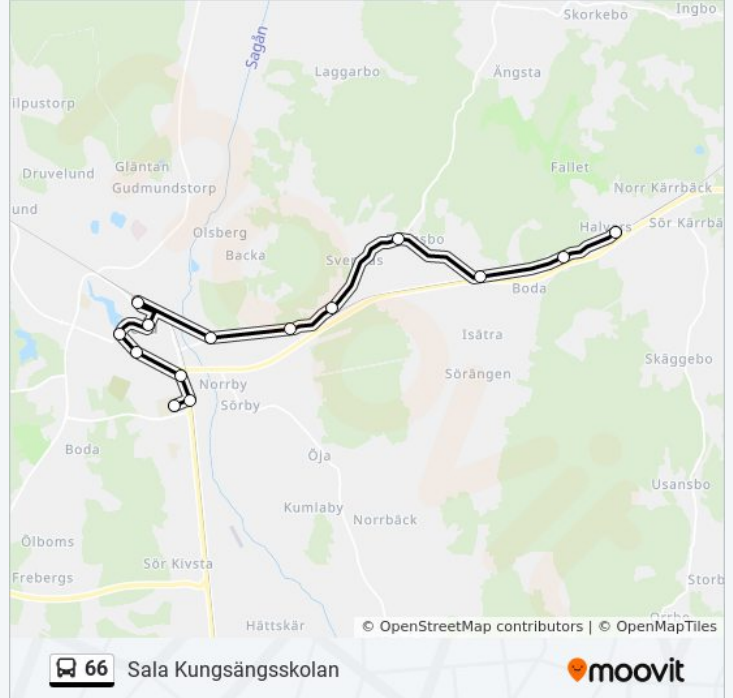 Skorkebo
Ingbo
Sagån
Laggarbo
Ängsta
ilpustorp
Druvelund
Gläntan
Fallet
Gudmundstorp
Norr Kärrbäck
und
Olsberg
Halvars
Sör Kärrbä
Backa
Boda
Isätra
Skäggebo
Norrby
Sörängen
Sörby
Boda
Öja
Usansbo
Kumlaby
Norrbäck
Ölboms
Sör Kivsta
Frebergs
Storb
Hättskär
© OpenStreetMap contributors | © OpenMapTiles
66 Sala Kungsängsskolan
moovit